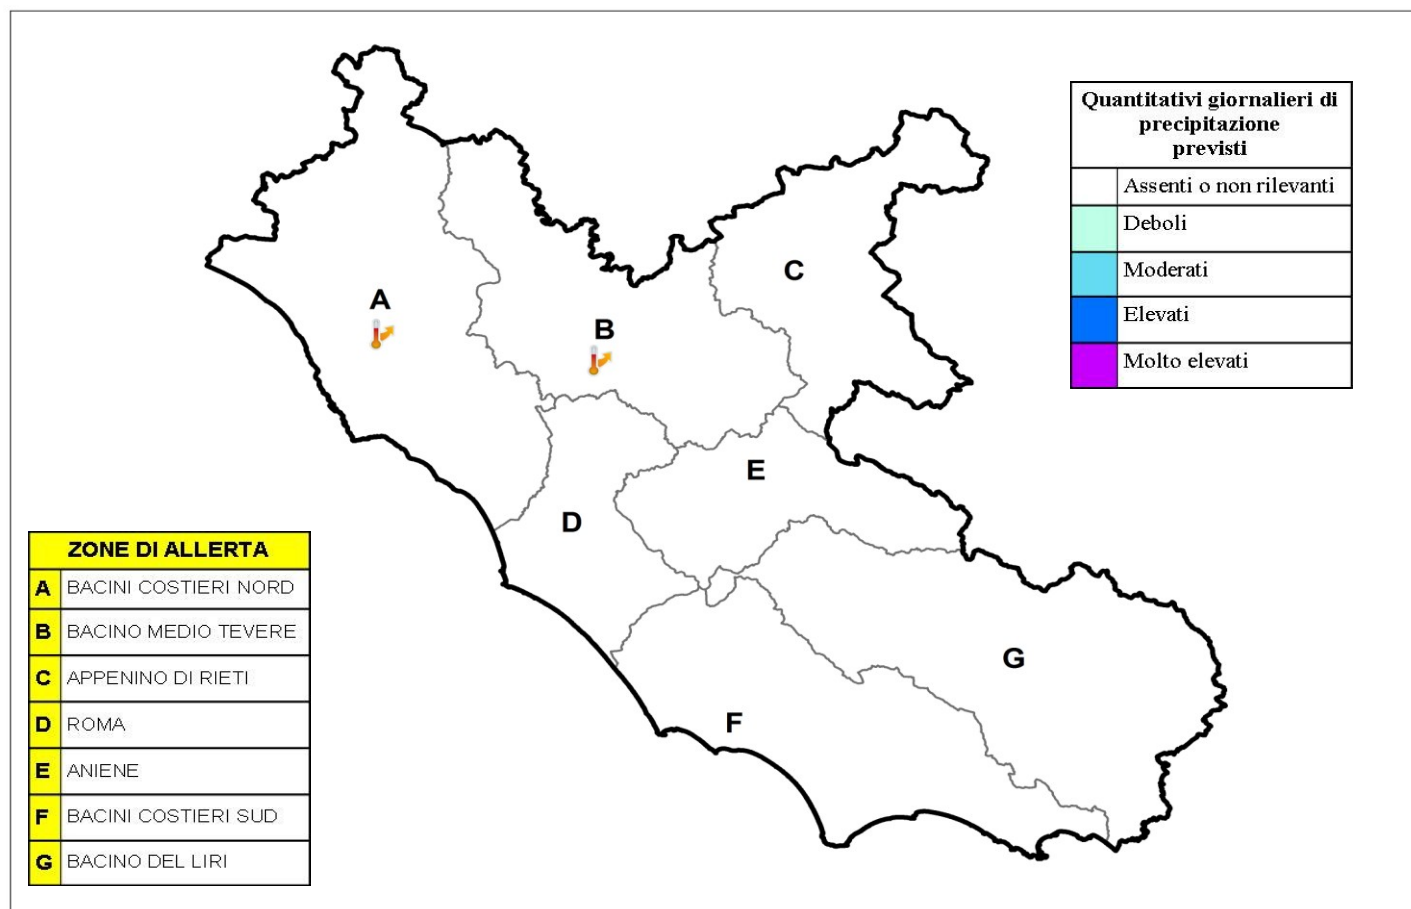 Quantitativi giornalieri di
precipitazione
previsti
Assenti o non rilevanti
Deboli
Moderati
Elevati
Molto elevati
A
B
C
D
E
F
G
ZONE DI ALLERTA
A BACINI COSTIERI NORD
B BACINO MEDIO TEVERE
C APPENINO DI RIETI
D ROMA
E ANIENE
F BACINI COSTIERI SUD
G BACINO DEL LIRI